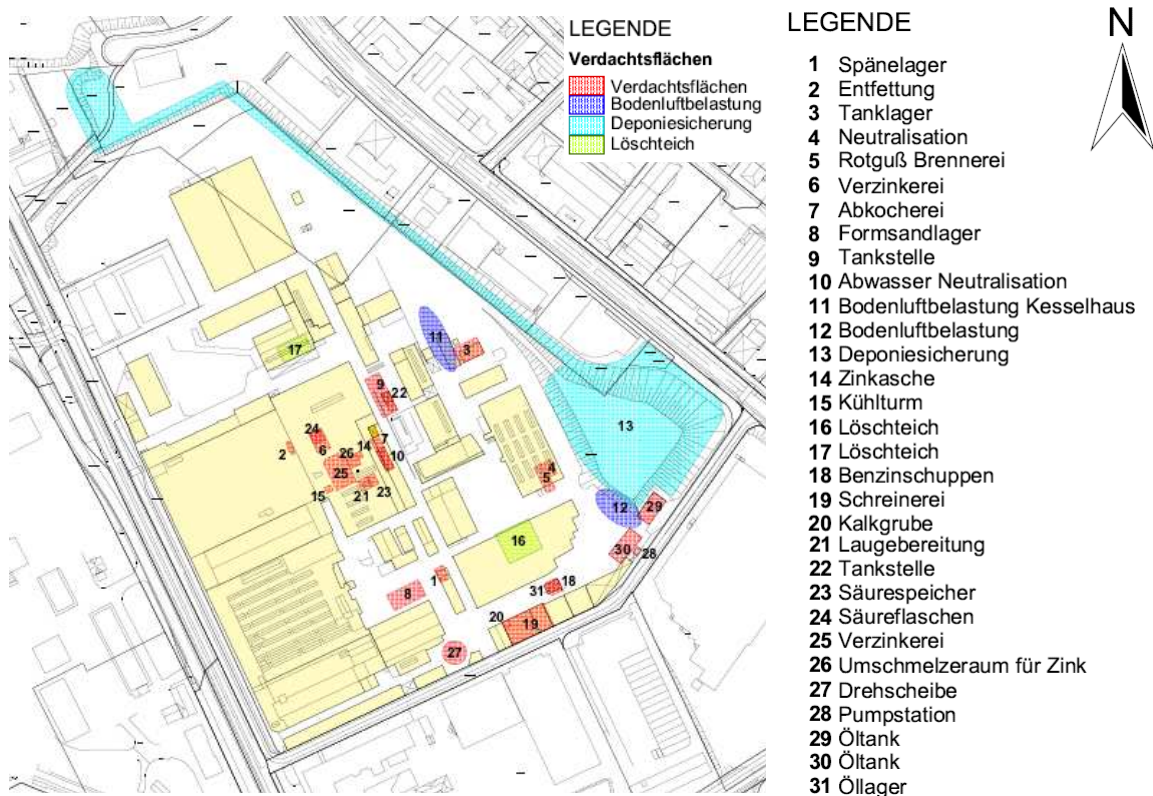 LEGENDE
Verdachtsflächen
Verdachtsflächen
Bodenluftbelastung
Deponiesicherung
Löschteich
LEGENDE
1 Spänelager
2 Entfettung
3 Tanklager
4 Neutralisation
5 Rotguß Brennerei
6 Verzinkerei
7 Abkocherei
8 Formsandlager
9 Tankstelle
10 Abwasser Neutralisation
11 Bodenluftbelastung Kesselhaus
12 Bodenluftbelastung
13 Deponiesicherung
14 Zinkasche
15 Kühlturm
16 Löschteich
17 Löschteich
18 Benzinschuppen
19 Schreinerei
20 Kalkgrube
21 Laugebereitung
22 Tankstelle
23 Säurespeicher
24 Säureflaschen
25 Verzinkerei
26 Umschmelzeraum für Zink
27 Drehscheibe
28 Pumpstation
29 Öltank
30 Öltank
31 Öllager
N
11
3
17
9
22
13
24
7
2
6
26
14
10
4
25
5
15
21
23
12
29
16
30
28
1
8
31
18
20
19
27